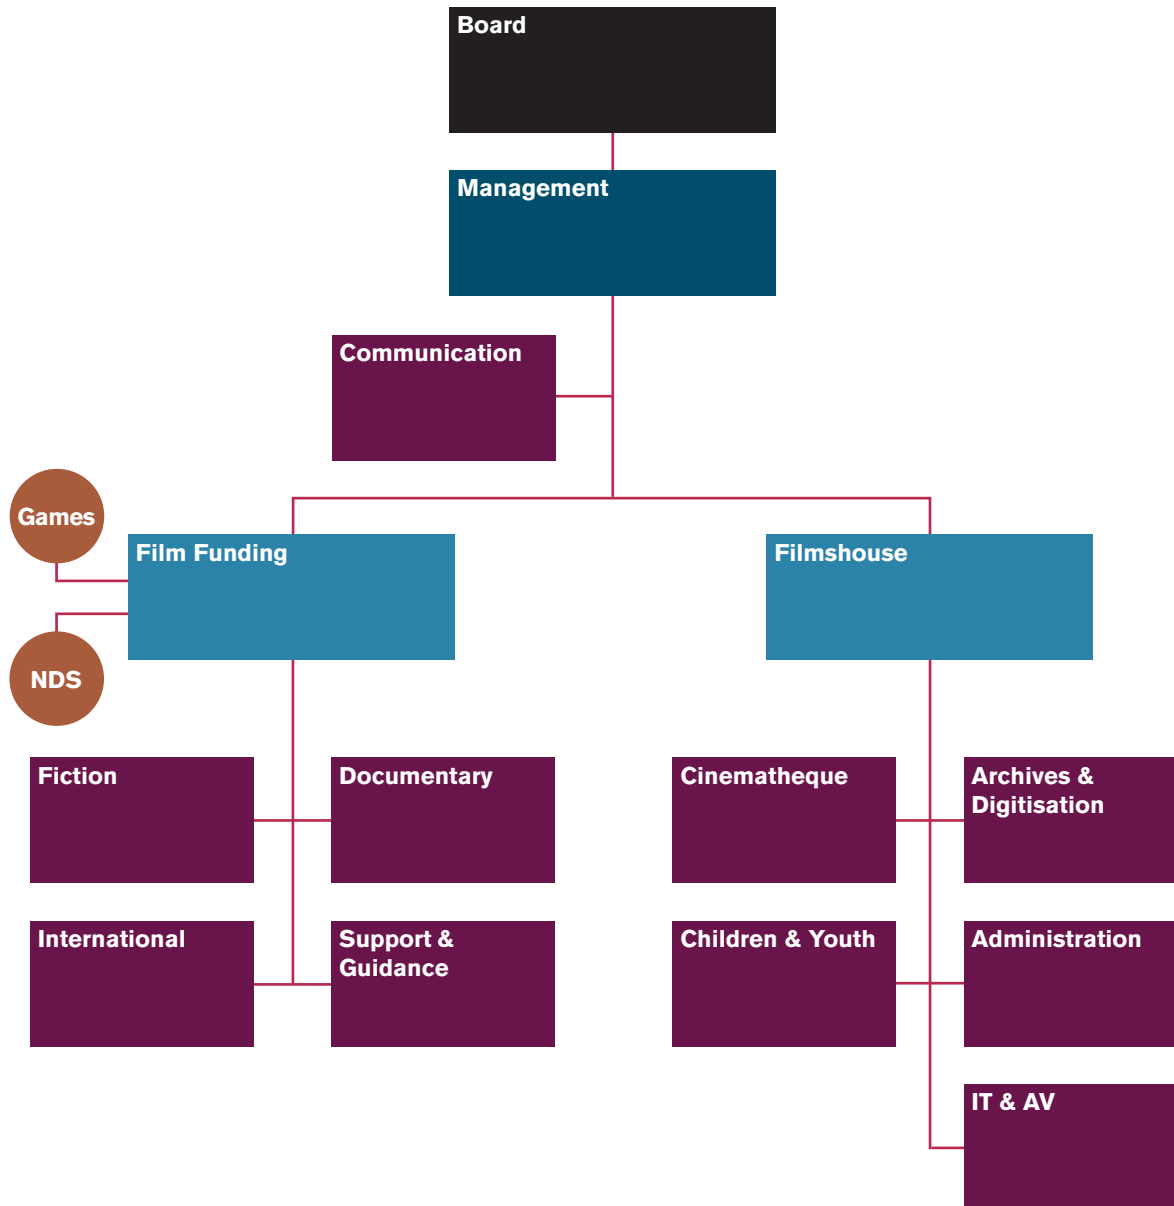 Board
Management
Communication
Games
Film Funding
Filmshouse
NDS
Fiction
Documentary
Cinematheque
Archives &
Digitisation
International
Support &
Guidance
Children & Youth
Administration
IT & AV